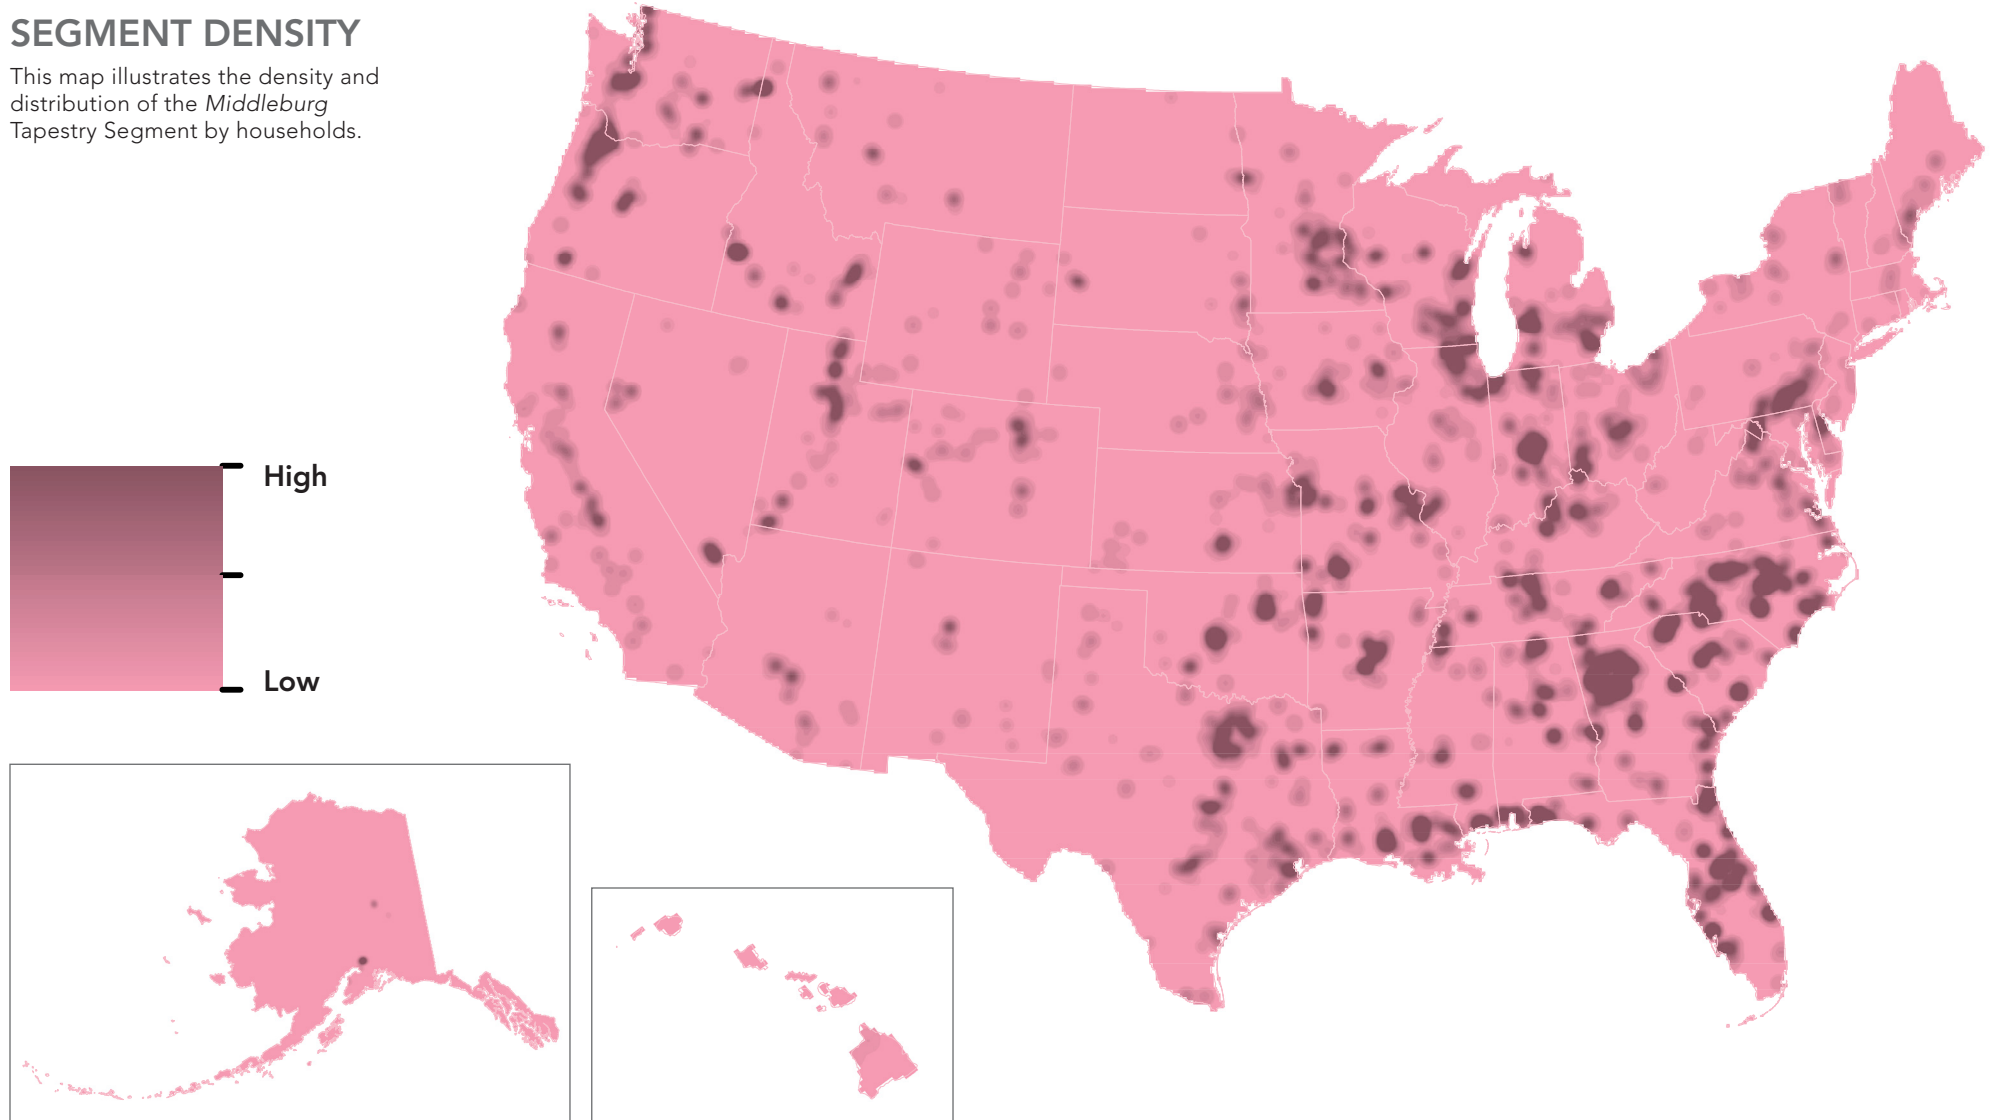 SEGMENT DENSITY
This map illustrates the density and
distribution of the Middleburg
Tapestry Segment by households.
High
Low